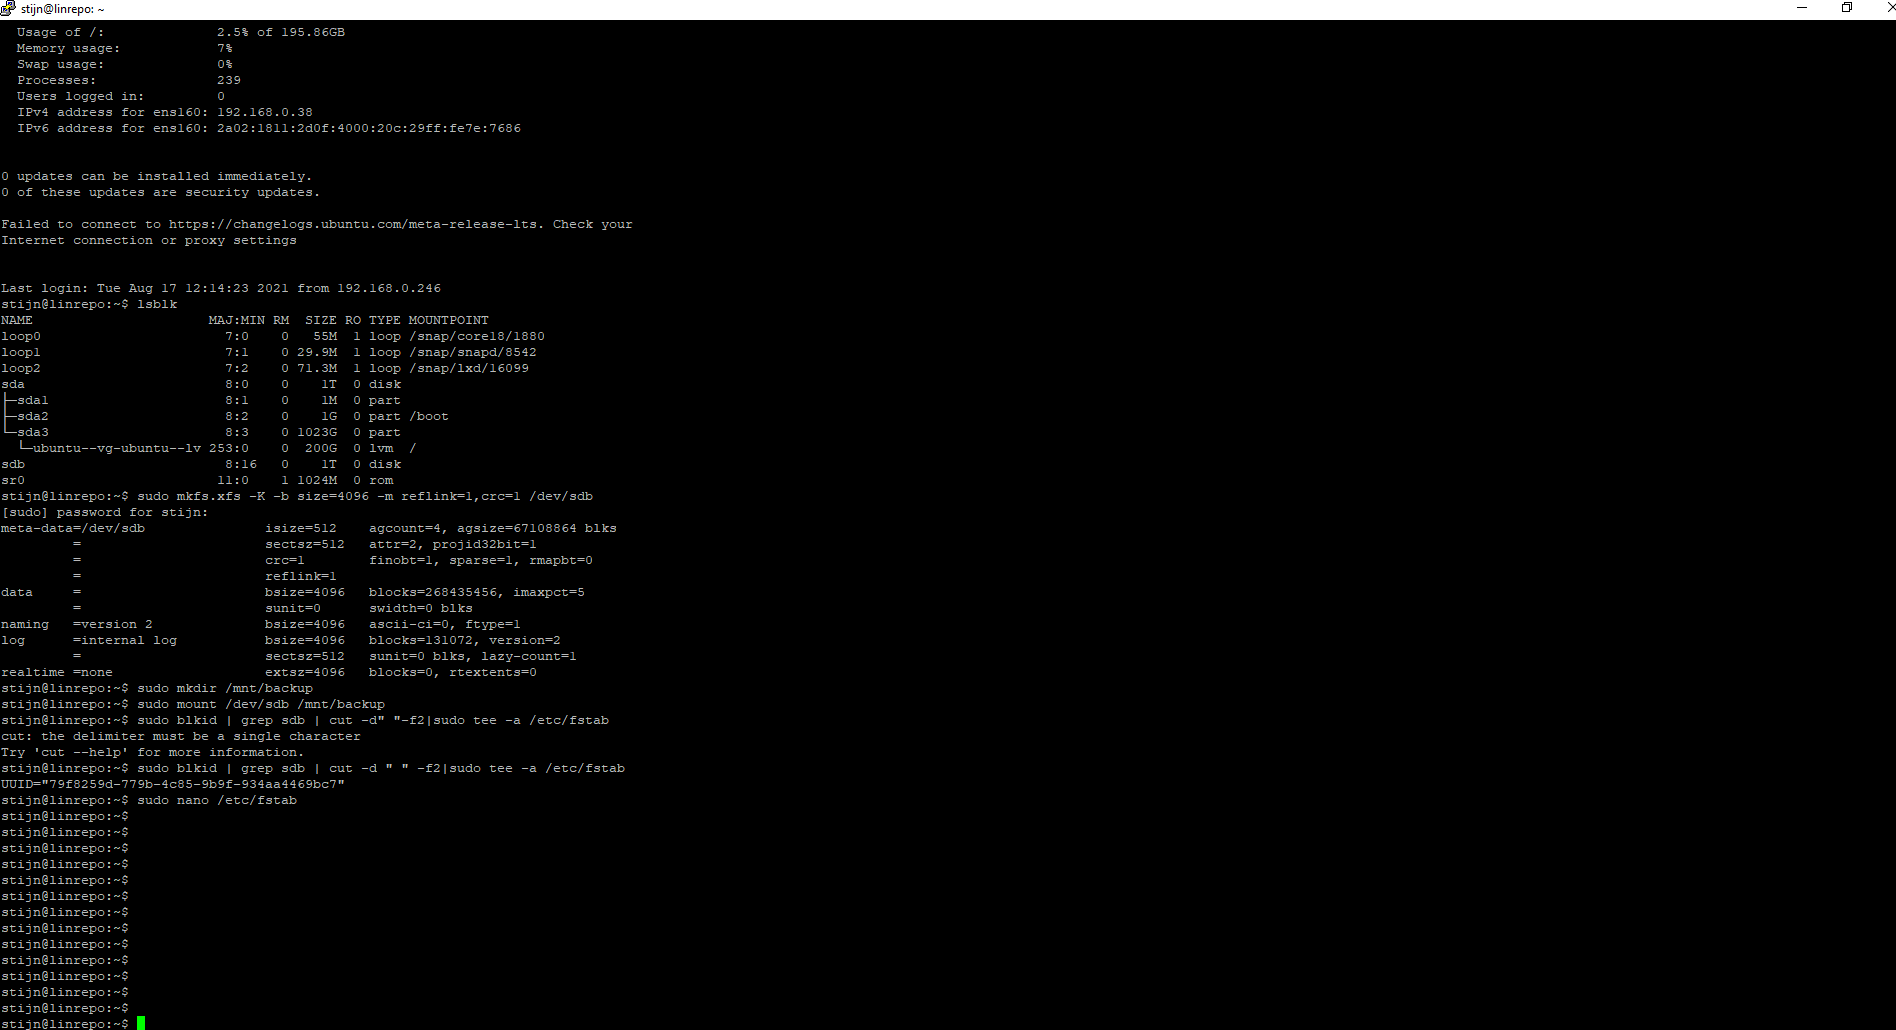 stijn@linrepo: ~
Usage of /: 2.5% of 195.86GB
Memory usage: 7%
Swap usage: 0%
Processes: 239
Users logged in: 0
IPv4 address for ens160: 192.168.0.38
IPv6 address for ens160: 2a02:1811:2d0f:4000:20c:29ff:fe7e:7686
0 updates can be installed immediately.
0 of these updates are security updates.
Failed to connect to https://changelogs.ubuntu.com/meta-release-lts. Check your
Internet connection or proxy settings
Last login: Tue Aug 17 12:14:23 2021 from 192.168.0.246
stijn@linrepo:~$ lsblk
NAME MAJ:MIN RM SIZE RO TYPE MOUNTPOINT
loop0 7:0 0 55M 1 loop /snap/core18/1880
loop1 7:1 0 29.9M 1 loop /snap/snapd/8542
loop2 7:2 0 71.3M 1 loop /snap/lxd/16099
sda 8:0 0 1T 0 disk
├─sda1 8:1 0 1M 0 part
├─sda2 8:2 0 1G 0 part /boot
└─sda3 8:3 0 1023G 0 part
└─ubuntu--vg-ubuntu--lv 253:0 0 200G 0 lvm /
sdb 8:16 0 1T 0 disk
sr0 11:0 1 1024M 0 rom
stijn@linrepo:~$ sudo mkfs.xfs -K -b size=4096 -m reflink=1,crc=1 /dev/sdb
[sudo] password for stijn:
meta-data=/dev/sdb isize=512 agcount=4, agsize=67108864 blks
= sectsz=512 attr=2, projid32bit=1
= crc=1 finobt=1, sparse=1, rmapbt=0
= reflink=1
data = bsize=4096 blocks=268435456, imaxpct=5
= sunit=0 swidth=0 blks
naming =version 2 bsize=4096 ascii-ci=0, ftype=1
log =internal log bsize=4096 blocks=131072, version=2
= sectsz=512 sunit=0 blks, lazy-count=1
realtime =none extsz=4096 blocks=0, rtextents=0
stijn@linrepo:~$ sudo mkdir /mnt/backup
stijn@linrepo:~$ sudo mount /dev/sdb /mnt/backup
stijn@linrepo:~$ sudo blkid | grep sdb | cut -d" "-f2|sudo tee -a /etc/fstab
cut: the delimiter must be a single character
Try 'cut --help' for more information.
stijn@linrepo:~$ sudo blkid | grep sdb | cut -d " " -f2|sudo tee -a /etc/fstab
UUID="79f8259d-779b-4c85-9b9f-934aa4469bc7"
stijn@linrepo:~$ sudo nano /etc/fstab
stijn@linrepo:~$
stijn@linrepo:~$
stijn@linrepo:~$
stijn@linrepo:~$
stijn@linrepo:~$
stijn@linrepo:~$
stijn@linrepo:~$
stijn@linrepo:~$
stijn@linrepo:~$
stijn@linrepo:~$
stijn@linrepo:~$
stijn@linrepo:~$
stijn@linrepo:~$
stijn@linrepo:~$